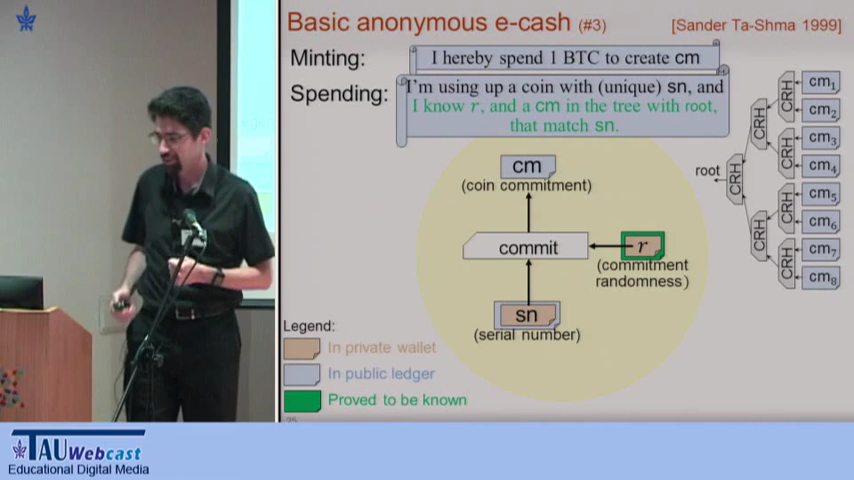 Basic anonymous e-cash (#3)
[Sander Ta-Shma 1999]
Minting:
I hereby spend 1 BTC to create cm
Spending:
I'm using up a coin with (unique) sn, and
I know r, and a cm in the tree with root,
that match sn.
cm
(coin commitment)
commit
r
(commitment
randomness)
sn
(serial number)
root
CRH
CRH
CRH
CRH
CRH
CRH
CRH
cm1
cm2
cm3
cm4
cm5
cm6
cm7
cm8
Legend:
In private wallet
In public ledger
Proved to be known
25
TAU Webcast
Educational Digital Media